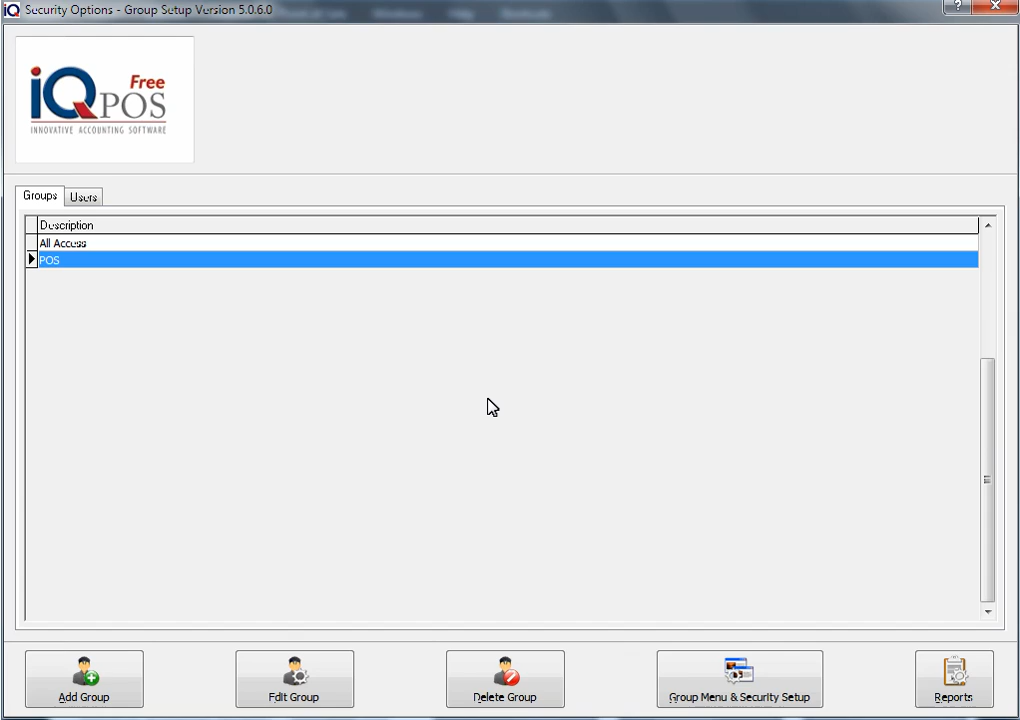 iQ Security Options - Group Setup Version 5.0.6.0
?
iQ Free
POS
INNOVATIVE ACCOUNTING SOFTWARE
Groups Users
Description
All Access
POS
Add Group Edit Group Delete Group Group Menu & Security Setup Reports